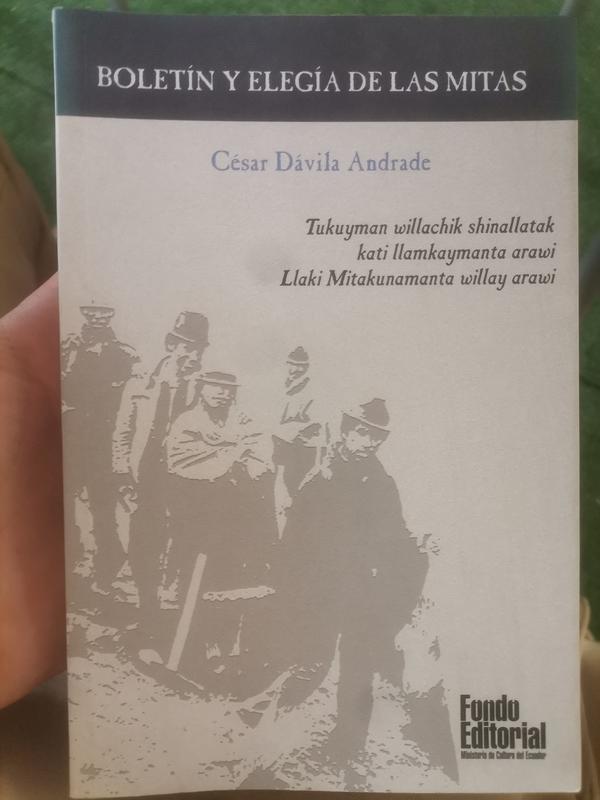 BOLETÍN Y ELEGÍA DE LAS MITAS
César Dávila Andrade
Tukuyman willachik shinallatak
kati llamkaymanta arawi
Llaki Mitakunamanta willay arawi
Fondo
Editorial
Ministerio de Cultura del Ecuador